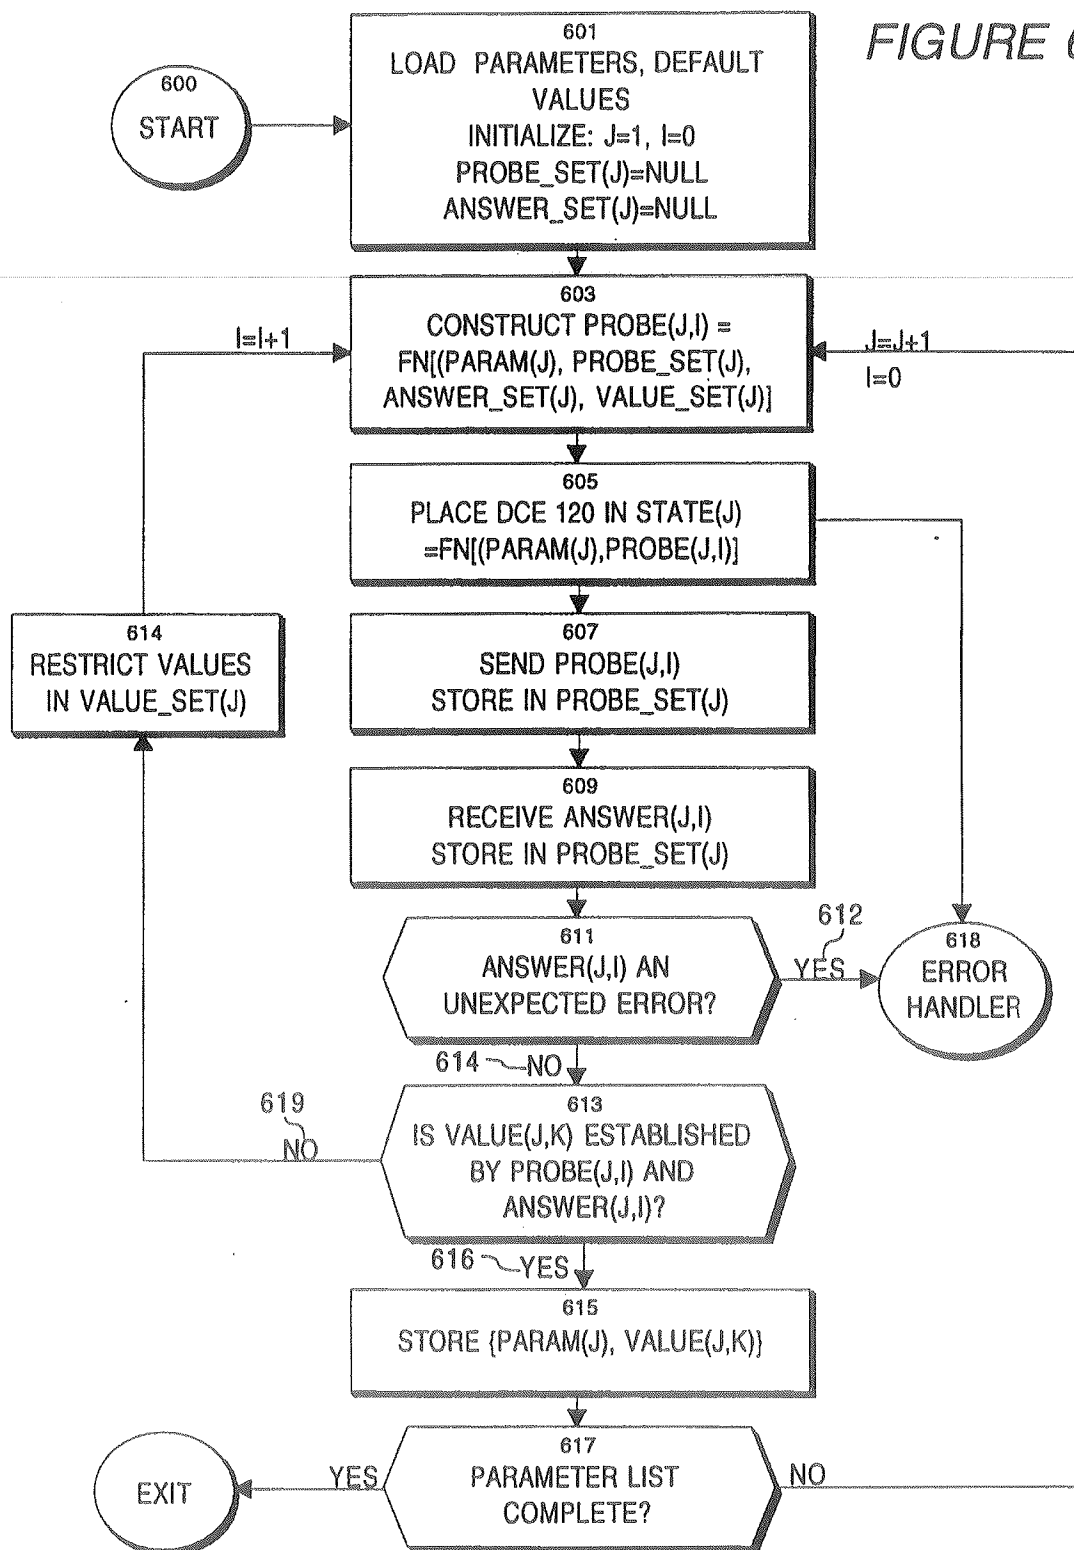 FIGURE 6
600
START
601
LOAD PARAMETERS, DEFAULT
VALUES
INITIALIZE: J=1, I=0
PROBE_SET(J)=NULL
ANSWER_SET(J)=NULL
603
CONSTRUCT PROBE(J,I) =
FN[(PARAM(J), PROBE_SET(J),
ANSWER_SET(J), VALUE_SET(J)]
I=I+1
J=J+1
I=0
605
PLACE DCE 120 IN STATE(J)
=FN[(PARAM(J),PROBE(J,I)]
614
RESTRICT VALUES
IN VALUE_SET(J)
607
SEND PROBE(J,I)
STORE IN PROBE_SET(J)
609
RECEIVE ANSWER(J,I)
STORE IN PROBE_SET(J)
611
ANSWER(J,I) AN
UNEXPECTED ERROR?
612
YES
618
ERROR
HANDLER
614 NO
619
NO
613
IS VALUE(J,K) ESTABLISHED
BY PROBE(J,I) AND
ANSWER(J,I)?
616 YES
615
STORE {PARAM(J), VALUE(J,K)}
617
PARAMETER LIST
COMPLETE?
YES
EXIT
NO